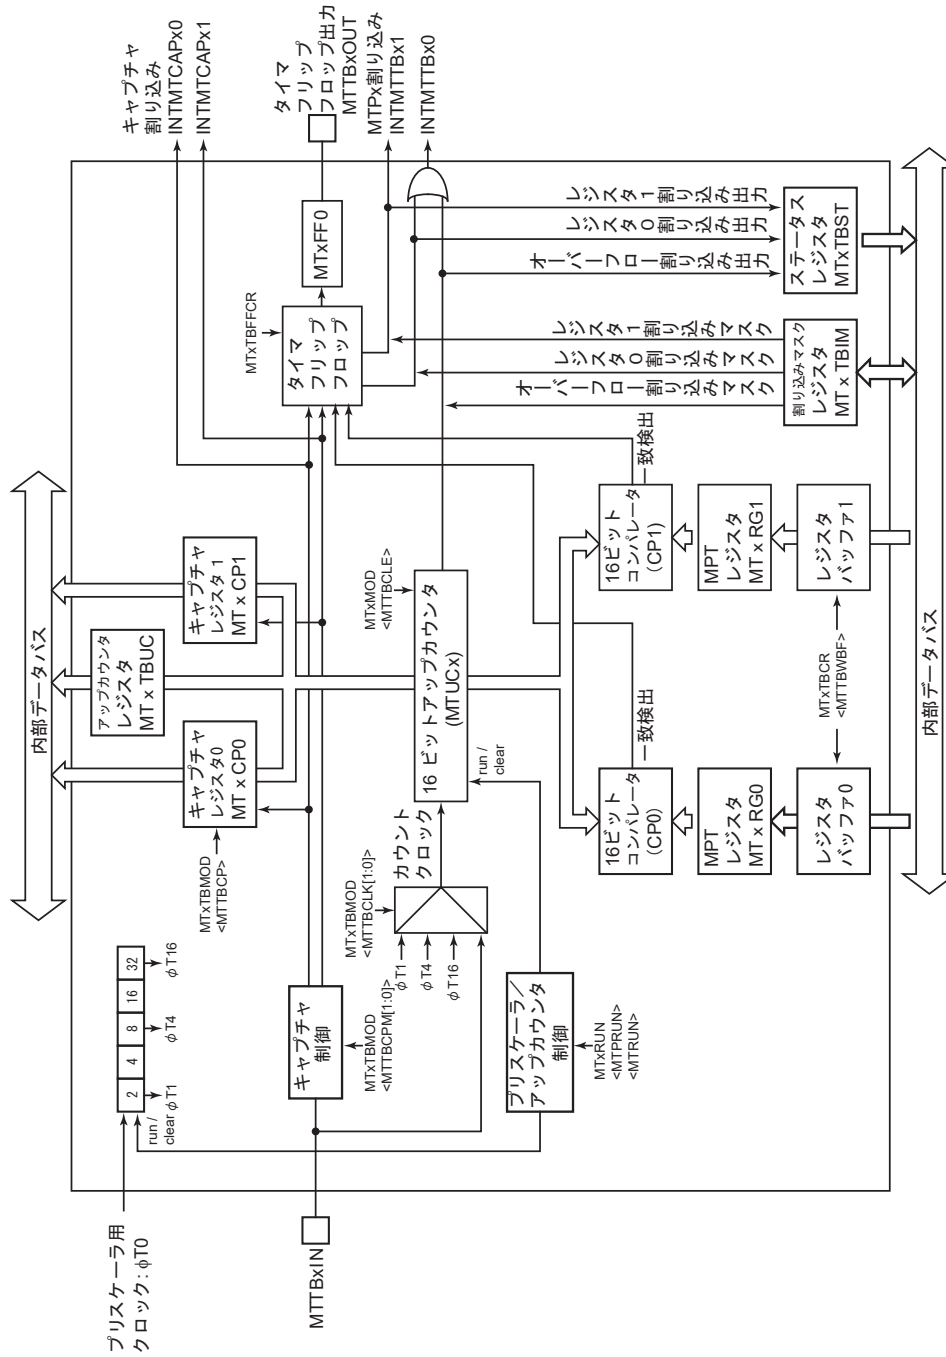 プリスケーラ用
クロック: φT0
run /
clear
2
4
8
16
32
φT1
φT4
φT16
内部データバス
キャプチャ
割り込み
INTMTCAPx0
INTMTCAPx1
タイマ
フリップ
フロップ出力
MTTBxOUT
MTPx割り込み
INTMTTBx1
INTMTTBx0
アップカウンタ
レジスタ
MT x TBUC
キャプチャ
レジスタ0
MT x CP0
キャプチャ
レジスタ1
MT x CP1
MTxTBMOD
<MTTBCP>
MTxTBFFCR
タイマ
フリップ
フロップ
MTxFF0
MTTBxIN
キャプチャ
制御
MTxTBMOD
<MTTBCPM[1:0]>
MTxTBMOD
<MTTBCLK[1:0]>
φT1
φT4
φT16
カウント
クロック
16 ビットアップカウンタ
(MTUCx)
MTxMOD
<MTTBCLE>
run /
clear
プリスケーラ/
アップカウンタ
制御
MTxRUN
<MTPRUN>
<MTRUN>
16ビット
コンパレータ
(CP0)
一致検出
16ビット
コンパレータ
(CP1)
一致検出
MPT
レジスタ
MT x RG0
MPT
レジスタ
MT x RG1
レジスタ
バッファ0
レジスタ
バッファ1
MTxTBCR
<MTTBWBF>
レジスタ1割り込み出力
レジスタ0割り込み出力
オーバーフロー割り込み出力
レジスタ1割り込みマスク
レジスタ0割り込みマスク
オーバーフロー割り込みマスク
割り込みマスク
レジスタ
MT x TBIM
ステータス
レジスタ
MTxTBST
内部データバス